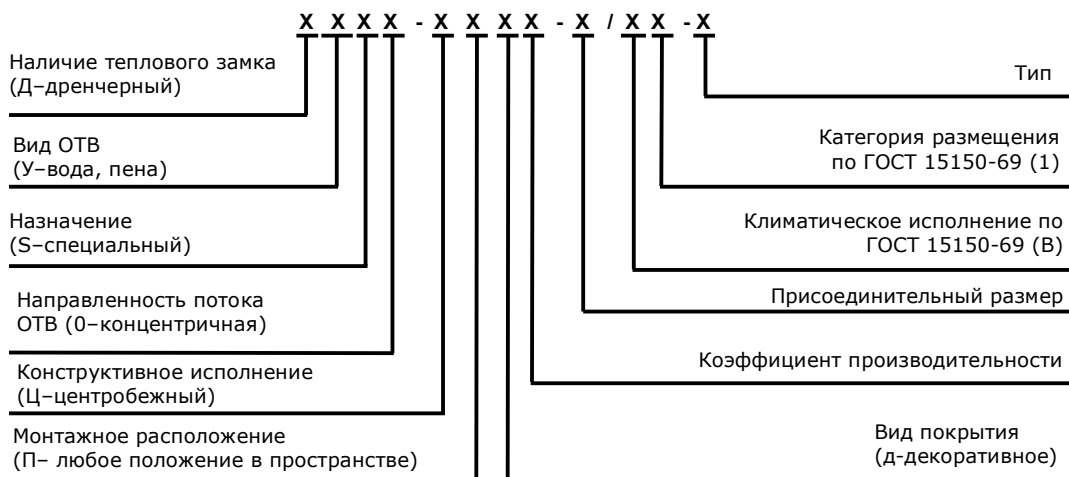 X X X X - X X X X - X / X X - X
Наличие теплового замка
(Д–дренчерный)
Тип
Вид ОТВ
(У–вода, пена)
Категория размещения
по ГОСТ 15150-69 (1)
Назначение
(S–специальный)
Климатическое исполнение по
ГОСТ 15150-69 (В)
Направленность потока
ОТВ (0–концентричная)
Присоединительный размер
Конструктивное исполнение
(Ц–центробежный)
Коэффициент производительности
Монтажное расположение
(П– любое положение в пространстве)
Вид покрытия
(д-декоративное)